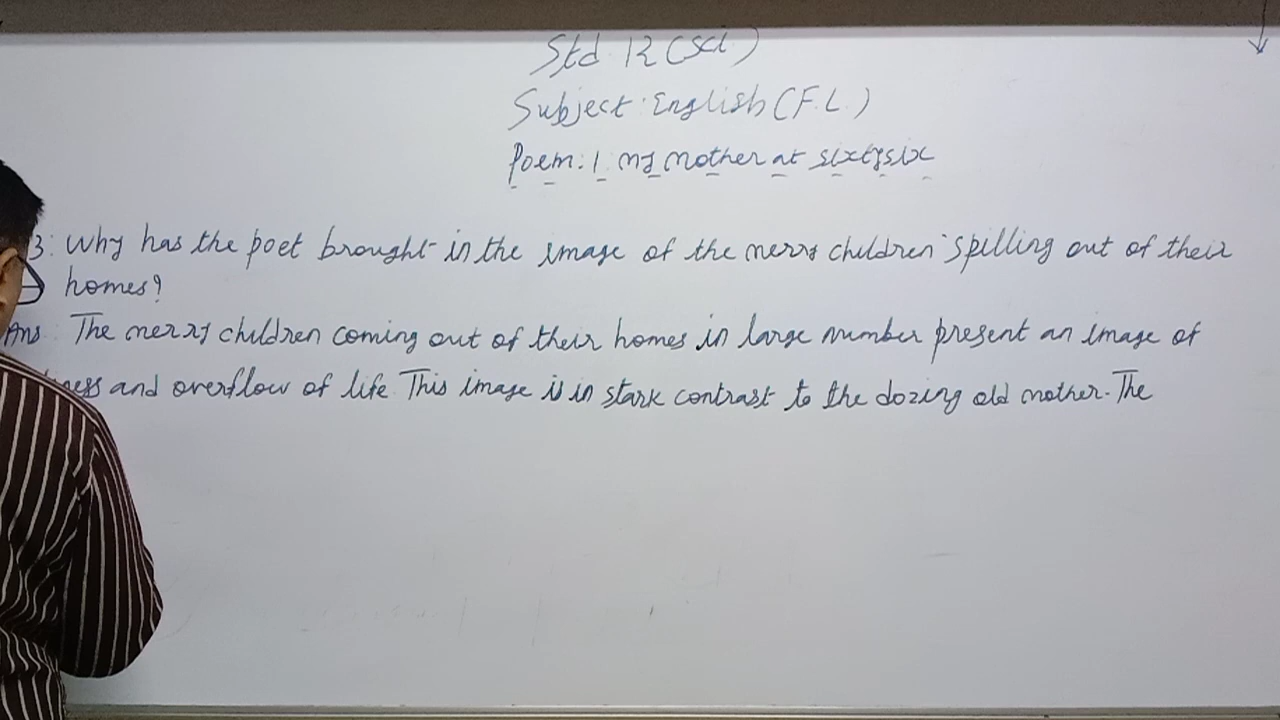 Std 12 (Sci)
Subject: English (F.L.)
Poem: 1 my mother at sixtysix
3: Why has the poet brought in the image of the merry children 'spilling out of their
homes?
Ans: The merry children coming out of their homes in large number present an image of
and overflow of life. This image is in stark contrast to the dozing old mother. The